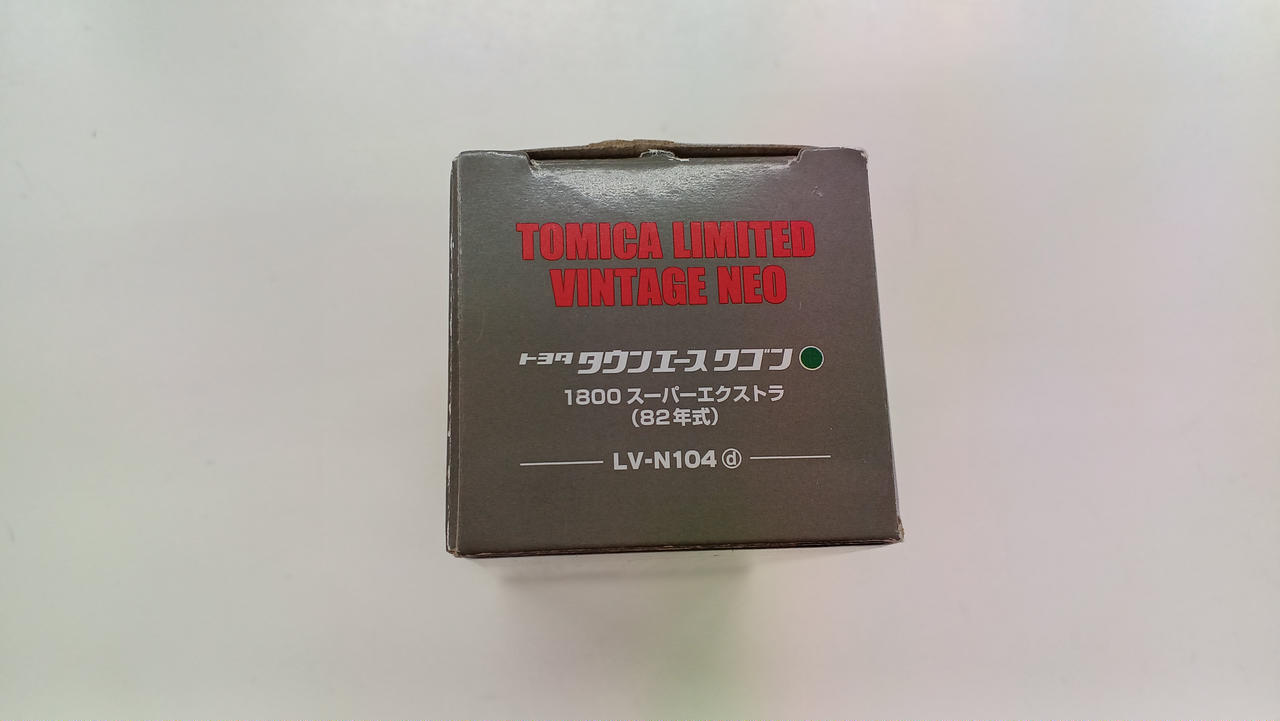 TOMICA LIMITED
VINTAGE NEO
トヨタ タウンエース ワゴン
1800 スーパーエクストラ
(82年式)
LV-N104 ⓓ